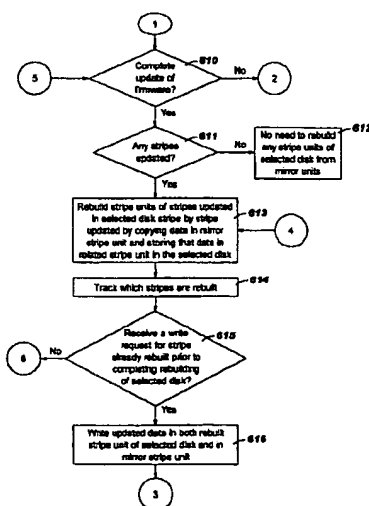 1
610
Complete
update of
firmware?
5
No
2
Yes
611
Any stripes
updated?
No
612
No need to rebuild
any stripe units of
selected disk from
mirror units
Yes
613
Rebuild stripe units of stripes updated
in selected disk stripe by stripe
updated by copying data in mirror
stripe unit and storing that data in
related stripe unit in the selected disk
4
614
Track which stripes are rebuilt
615
Receive a write
request for stripe
already rebuilt prior to
completing rebuilding
of selected disk?
No
6
Yes
616
Write updated data in both rebuilt
stripe unit of selected disk and in
mirror stripe unit
3